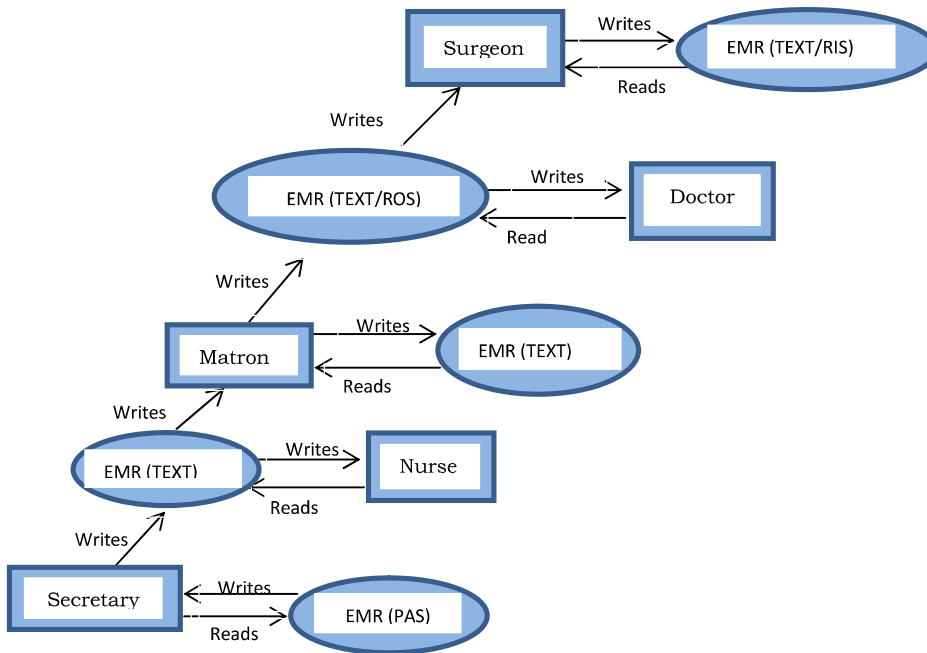 Writes
Surgeon
EMR (TEXT/RIS)
Reads
Writes
EMR (TEXT/ROS)
Writes
Doctor
Read
Writes
Matron
Writes
EMR (TEXT)
Reads
Writes
EMR (TEXT)
Writes
Nurse
Reads
Writes
Secretary
Writes
EMR (PAS)
Reads